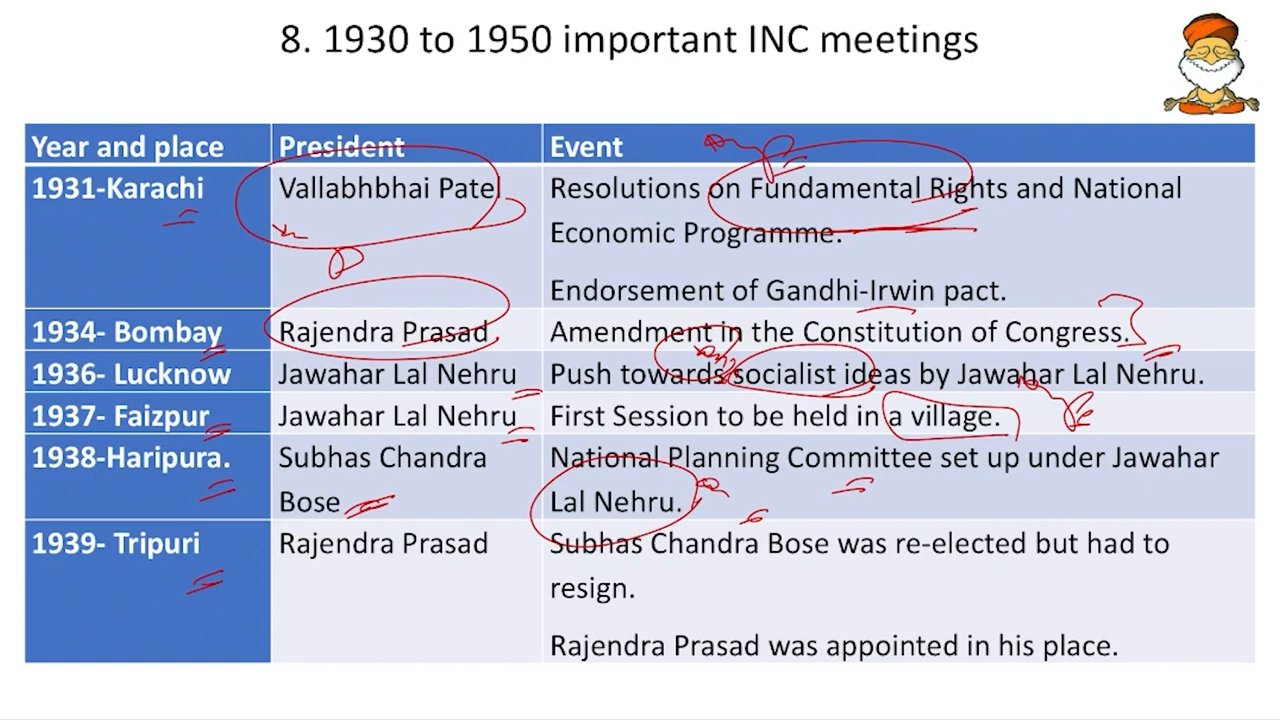 8. 1930 to 1950 important INC meetings
Year and place President Event
1931-Karachi Vallabhbhai Patel Resolutions on Fundamental Rights and National
Economic Programme.
Endorsement of Gandhi-Irwin pact.
1934- Bombay Rajendra Prasad Amendment in the Constitution of Congress.
1936- Lucknow Jawahar Lal Nehru Push towards socialist ideas by Jawahar Lal Nehru.
1937- Faizpur Jawahar Lal Nehru First Session to be held in a village.
1938-Haripura. Subhas Chandra National Planning Committee set up under Jawahar
Bose Lal Nehru.
1939- Tripuri Rajendra Prasad Subhas Chandra Bose was re-elected but had to
resign.
Rajendra Prasad was appointed in his place.